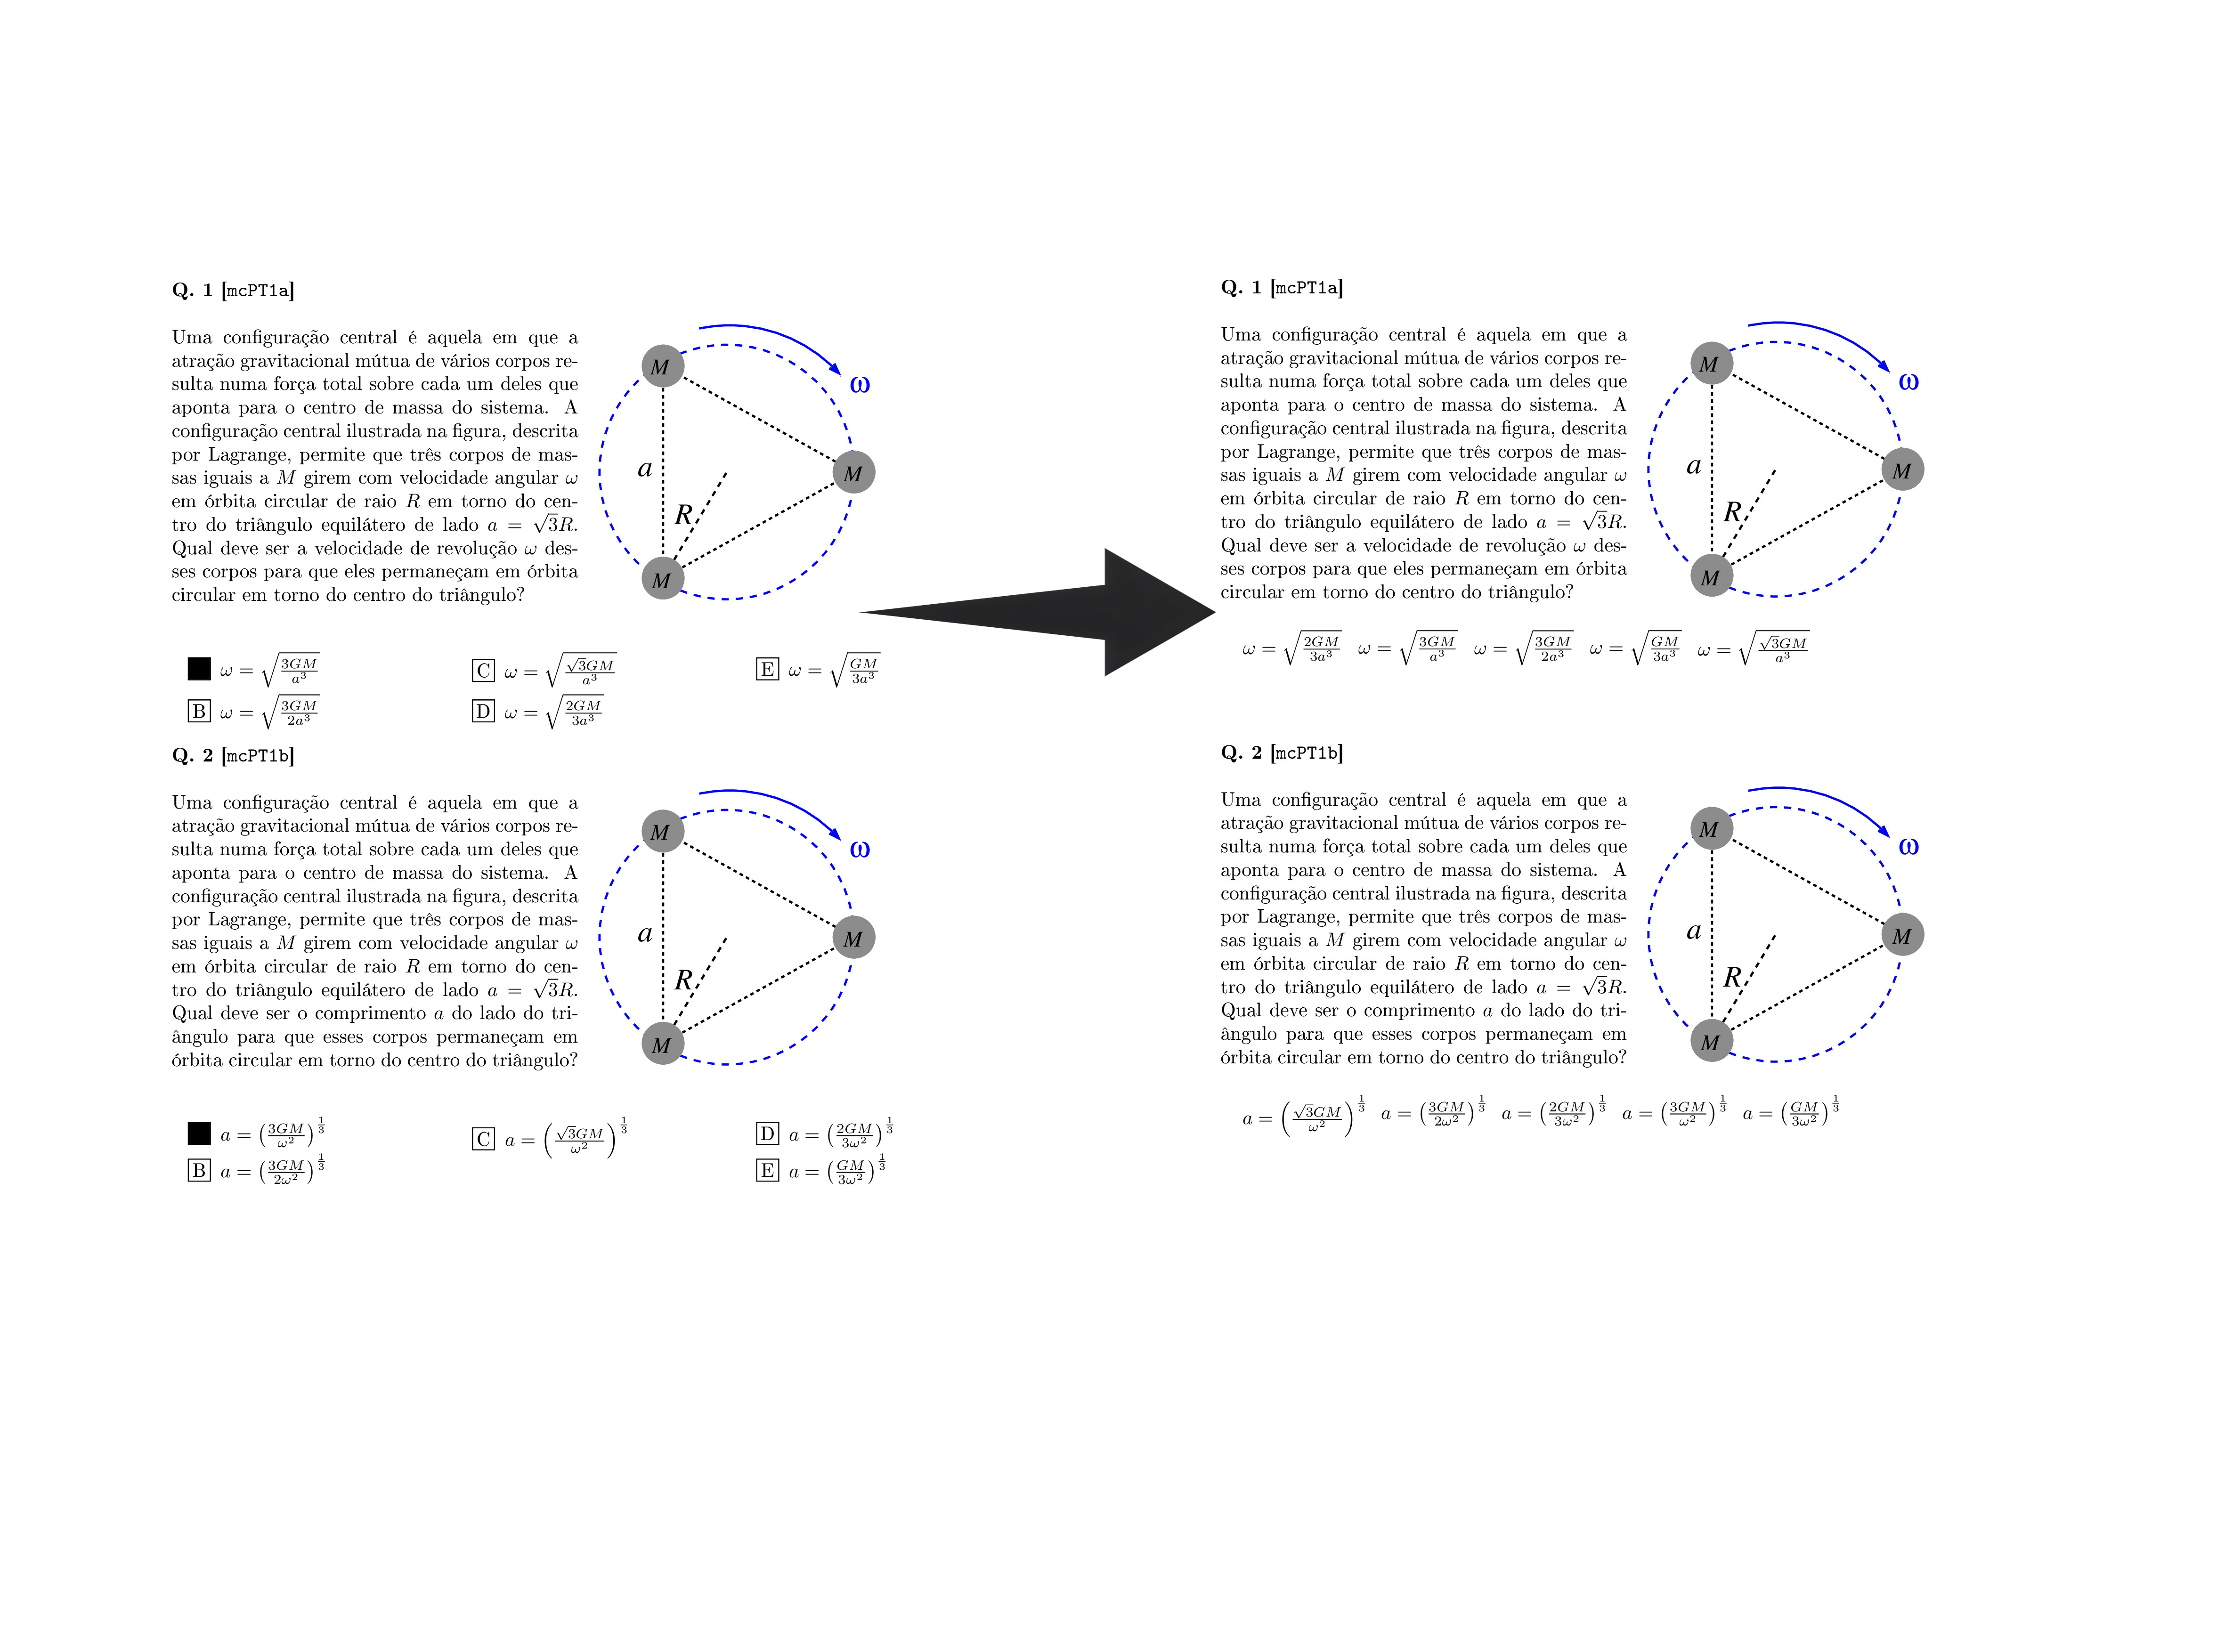 Q. 1 [mcPT1a]
Uma configuração central é aquela em que a
atração gravitacional mútua de vários corpos re-
sulta numa força total sobre cada um deles que
aponta para o centro de massa do sistema. A
configuração central ilustrada na figura, descrita
por Lagrange, permite que três corpos de mas-
sas iguais a M girem com velocidade angular ω
em órbita circular de raio R em torno do cen-
tro do triângulo equilátero de lado a = √3R.
Qual deve ser a velocidade de revolução ω des-
ses corpos para que eles permaneçam em órbita
circular em torno do centro do triângulo?
M
ω
a
M
R
M
ω = √(3GM/a³)
B ω = √(3GM/2a³)
C ω = √(√3GM/a³)
D ω = √(2GM/3a³)
E ω = √(GM/3a³)
Q. 2 [mcPT1b]
Uma configuração central é aquela em que a
atração gravitacional mútua de vários corpos re-
sulta numa força total sobre cada um deles que
aponta para o centro de massa do sistema. A
configuração central ilustrada na figura, descrita
por Lagrange, permite que três corpos de mas-
sas iguais a M girem com velocidade angular ω
em órbita circular de raio R em torno do cen-
tro do triângulo equilátero de lado a = √3R.
Qual deve ser o comprimento a do lado do tri-
ângulo para que esses corpos permaneçam em
órbita circular em torno do centro do triângulo?
M
ω
a
M
R
M
a = (3GM/ω²)^(1/3)
B a = (3GM/2ω²)^(1/3)
C a = (√3GM/ω²)^(1/3)
D a = (2GM/3ω²)^(1/3)
E a = (GM/3ω²)^(1/3)
Q. 1 [mcPT1a]
Uma configuração central é aquela em que a
atração gravitacional mútua de vários corpos re-
sulta numa força total sobre cada um deles que
aponta para o centro de massa do sistema. A
configuração central ilustrada na figura, descrita
por Lagrange, permite que três corpos de mas-
sas iguais a M girem com velocidade angular ω
em órbita circular de raio R em torno do cen-
tro do triângulo equilátero de lado a = √3R.
Qual deve ser a velocidade de revolução ω des-
ses corpos para que eles permaneçam em órbita
circular em torno do centro do triângulo?
M
ω
a
M
R
M
ω = √(2GM/3a³) ω = √(3GM/a³) ω = √(3GM/2a³) ω = √(GM/3a³) ω = √(√3GM/a³)
Q. 2 [mcPT1b]
Uma configuração central é aquela em que a
atração gravitacional mútua de vários corpos re-
sulta numa força total sobre cada um deles que
aponta para o centro de massa do sistema. A
configuração central ilustrada na figura, descrita
por Lagrange, permite que três corpos de mas-
sas iguais a M girem com velocidade angular ω
em órbita circular de raio R em torno do cen-
tro do triângulo equilátero de lado a = √3R.
Qual deve ser o comprimento a do lado do tri-
ângulo para que esses corpos permaneçam em
órbita circular em torno do centro do triângulo?
M
ω
a
M
R
M
a = (√3GM/ω²)^(1/3) a = (3GM/2ω²)^(1/3) a = (2GM/3ω²)^(1/3) a = (3GM/ω²)^(1/3) a = (GM/3ω²)^(1/3)